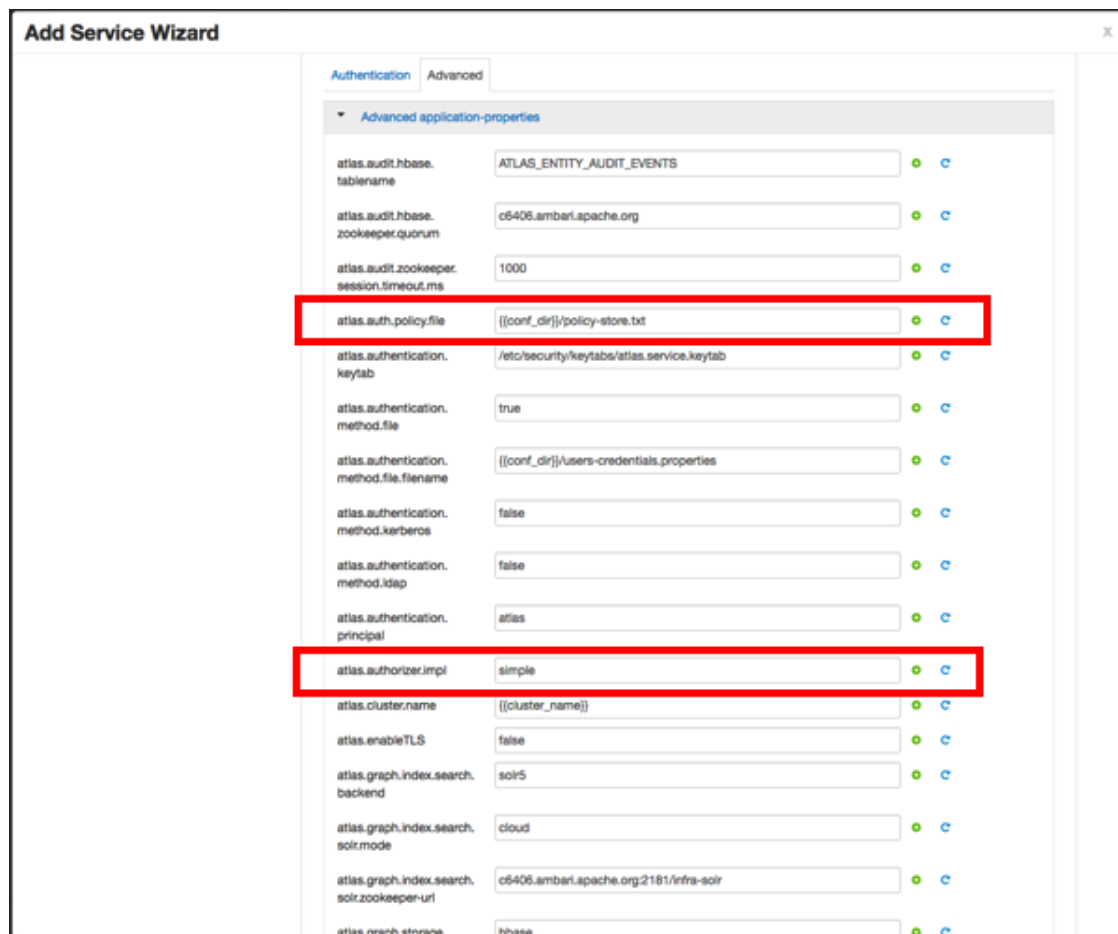 Add Service Wizard
x
Authentication Advanced
Advanced application-properties
atlas.audit.hbase. ATLAS_ENTITY_AUDIT_EVENTS
tablename
atlas.audit.hbase. c6406.ambari.apache.org
zookeeper.quorum
atlas.audit.zookeeper. 1000
session.timeout.ms
atlas.auth.policy.file {{conf_dir}}/policy-store.txt
atlas.authentication. /etc/security/keytabs/atlas.service.keytab
keytab
atlas.authentication. true
method.file
atlas.authentication. {{conf_dir}}/users-credentials.properties
method.file.filename
atlas.authentication. false
method.kerberos
atlas.authentication. false
method.ldap
atlas.authentication. atlas
principal
atlas.authorizer.impl simple
atlas.cluster.name {{cluster_name}}
atlas.enableTLS false
atlas.graph.index.search. solr5
backend
atlas.graph.index.search. cloud
solr.mode
atlas.graph.index.search. c6406.ambari.apache.org:2181/infra-solr
solr.zookeeper-url
atlas.graph.storage. hbase